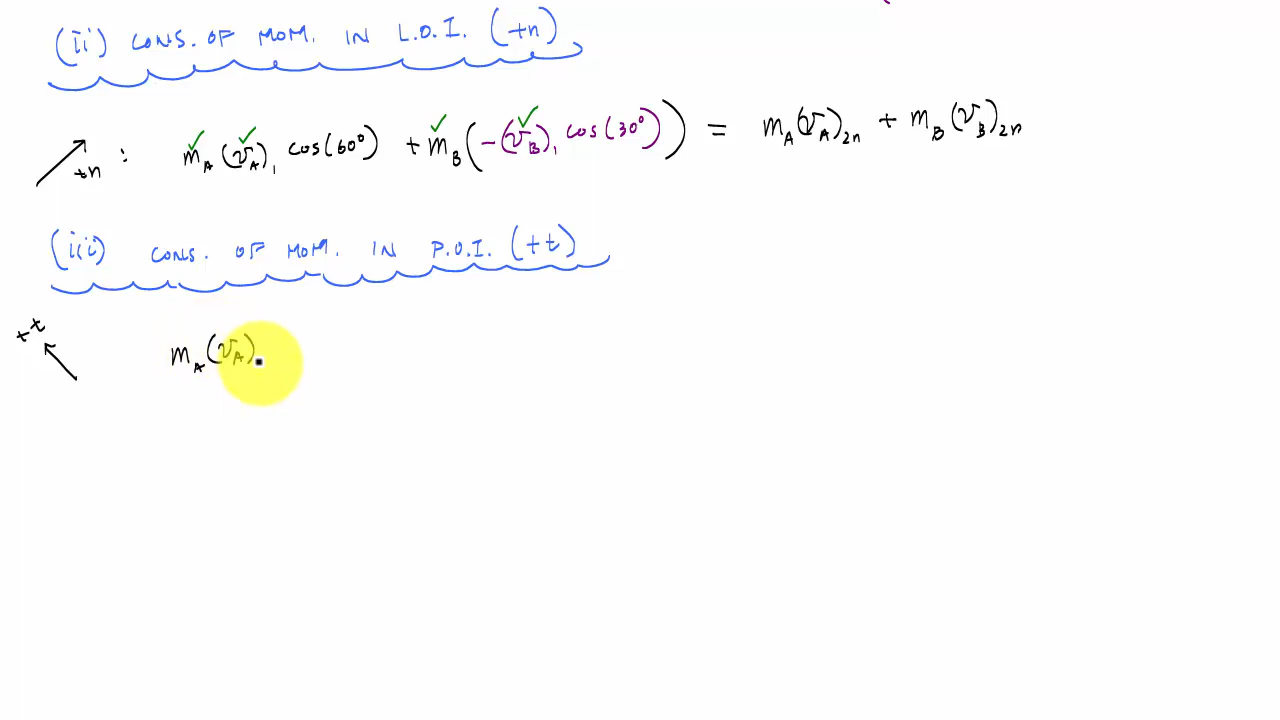 (ii) CONS. OF MOM. IN L.O.I. (+n)
+n : m_A (v_A)_1 cos(60°) + m_B (-(v_B)_1 cos(30°)) = m_A (v_A)_2n + m_B (v_B)_2n
(iii) CONS. OF MOM. IN P.O.I. (+t)
+t m_A (v_A)